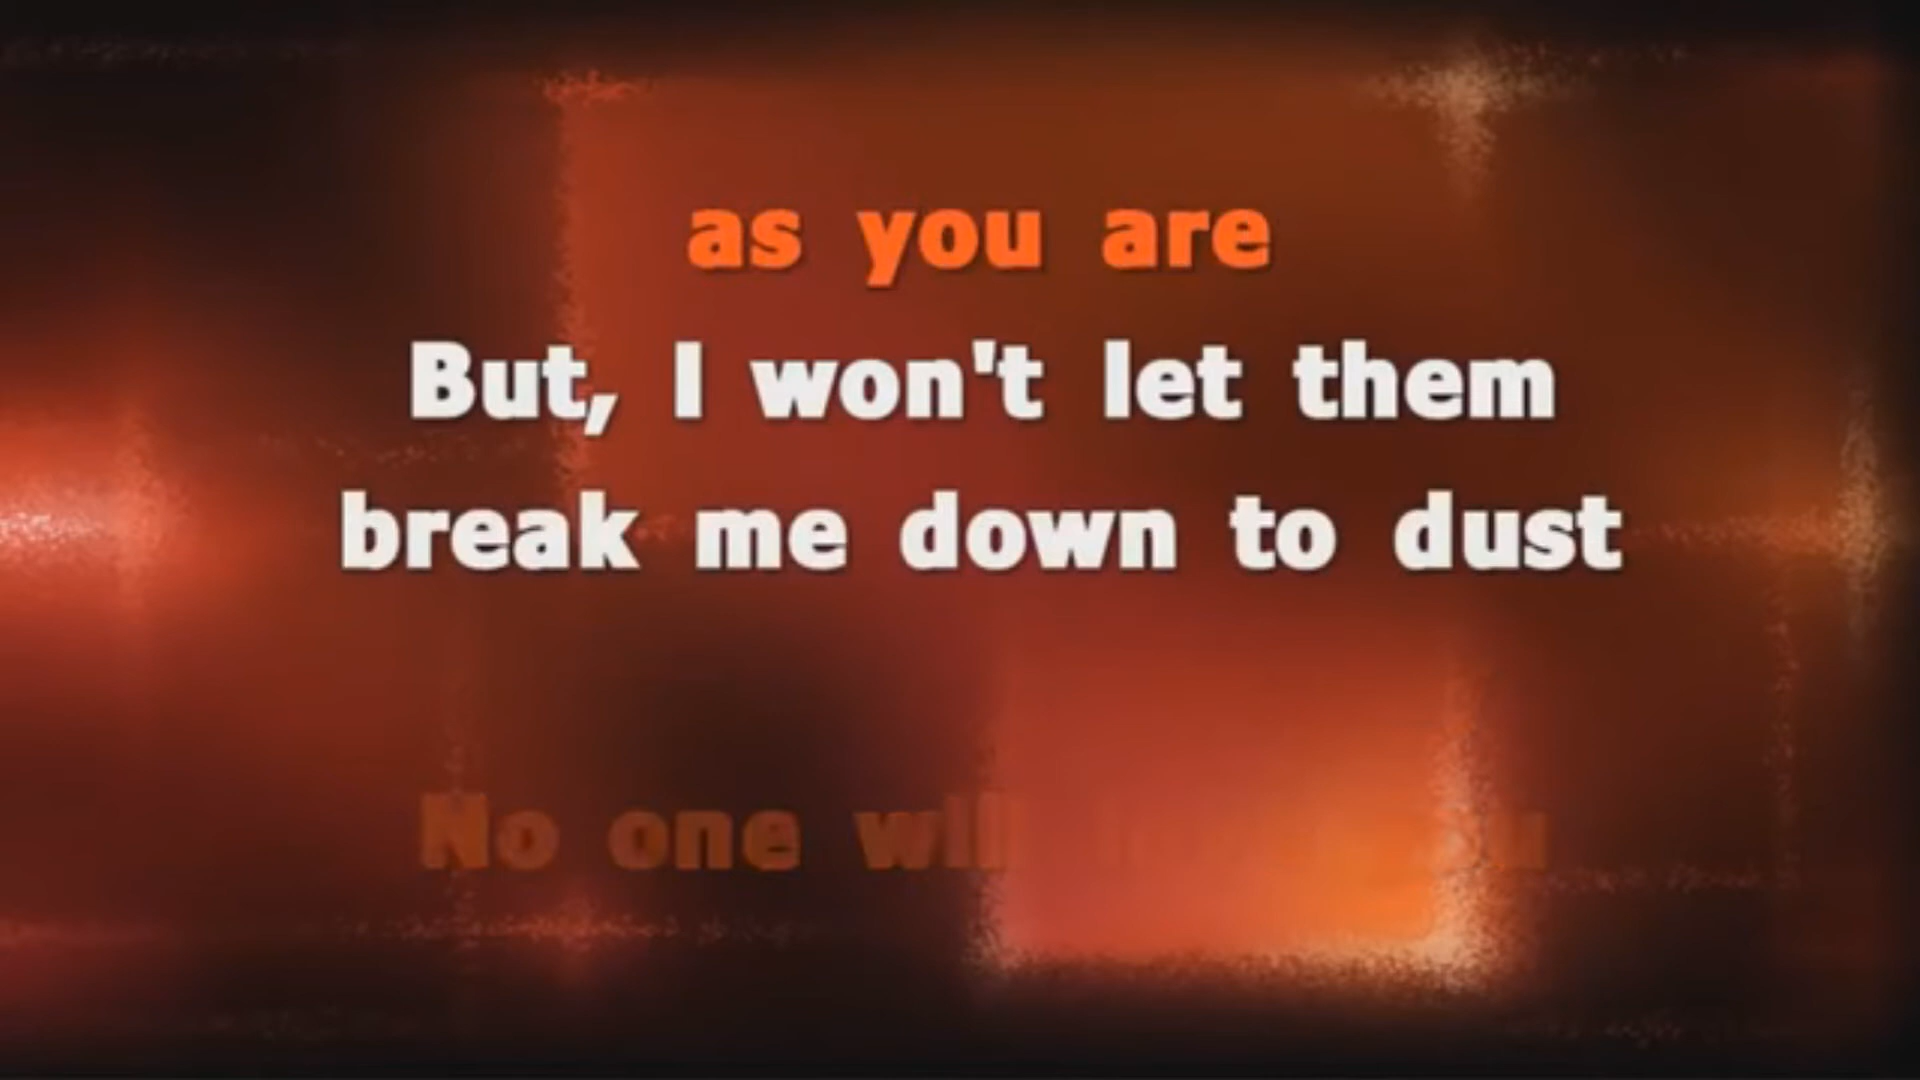 as you are
But, I won't let them
break me down to dust
No one will